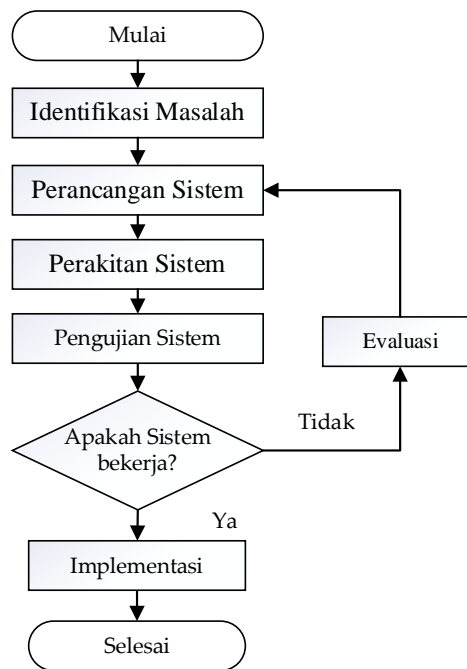 Mulai
Identifikasi Masalah
Perancangan Sistem
Perakitan Sistem
Pengujian Sistem
Evaluasi
Apakah Sistem
bekerja?
Tidak
Ya
Implementasi
Selesai